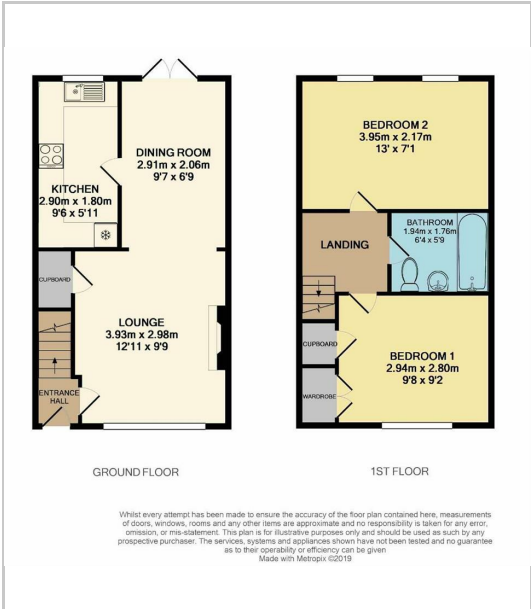 DINING ROOM
2.91m x 2.06m
9'7 x 6'9
KITCHEN
2.90m x 1.80m
9'6 x 5'11
CUPBOARD
LOUNGE
3.93m x 2.98m
12'11 x 9'9
ENTRANCE
HALL
GROUND FLOOR
BEDROOM 2
3.95m x 2.17m
13' x 7'1
BATHROOM
1.94m x 1.76m
6'4 x 5'9
LANDING
CUPBOARD
BEDROOM 1
2.94m x 2.80m
9'8 x 9'2
WARDROBE
1ST FLOOR
Whilst every attempt has been made to ensure the accuracy of the floor plan contained here, measurements
of doors, windows, rooms and any other items are approximate and no responsibility is taken for any error,
omission, or mis-statement. This plan is for illustrative purposes only and should be used as such by any
prospective purchaser. The services, systems and appliances shown have not been tested and no guarantee
as to their operability or efficiency can be given
Made with Metropix ©2019